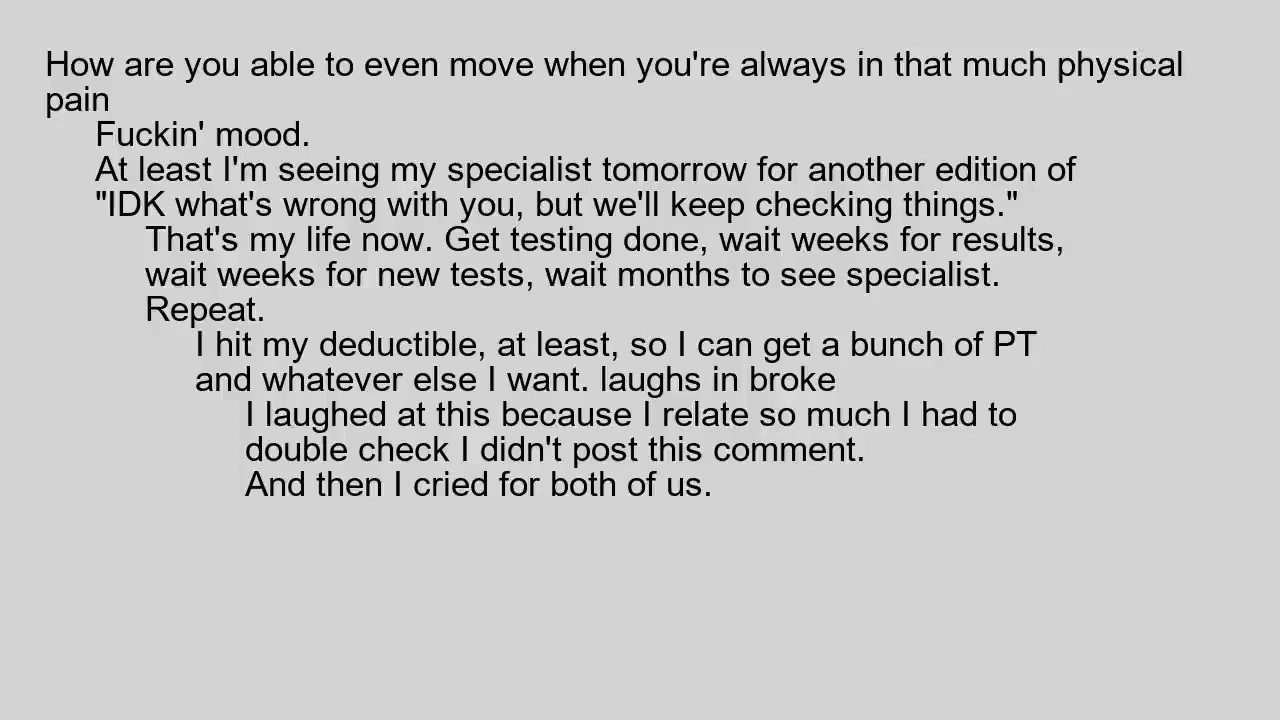 How are you able to even move when you're always in that much physical
pain
Fuckin' mood.
At least I'm seeing my specialist tomorrow for another edition of
"IDK what's wrong with you, but we'll keep checking things."
That's my life now. Get testing done, wait weeks for results,
wait weeks for new tests, wait months to see specialist.
Repeat.
I hit my deductible, at least, so I can get a bunch of PT
and whatever else I want. laughs in broke
I laughed at this because I relate so much I had to
double check I didn't post this comment.
And then I cried for both of us.